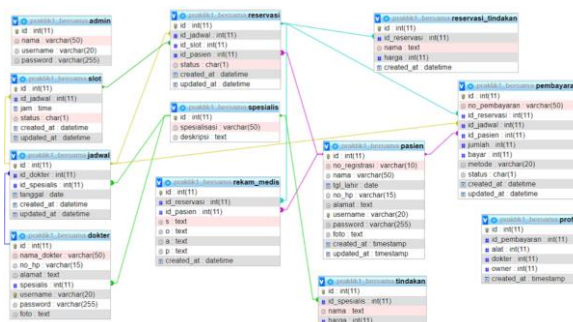 praktik1_bersama admin
id : int(11)
nama : varchar(50)
username : varchar(20)
password : varchar(255)
praktik1_bersama slot
id : int(11)
id_jadwal : int(11)
jam : time
status : char(1)
created_at : datetime
updated_at : datetime
praktik1_bersama jadwal
id : int(11)
id_dokter : int(11)
id_spesialis : int(11)
tanggal : date
created_at : datetime
updated_at : datetime
praktik1_bersama dokter
id : int(11)
nama_dokter : varchar(50)
no_hp : varchar(15)
alamat : text
spesialis : int(11)
username : varchar(20)
password : varchar(255)
foto : text
praktik1_bersama reservasi
id : int(11)
id_jadwal : int(11)
id_slot : int(11)
id_pasien : int(11)
status : char(1)
created_at : datetime
updated_at : datetime
praktik1_bersama spesialis
id : int(11)
spesialisasi : varchar(50)
deskripsi : text
praktik1_bersama rekam_medis
id : int(11)
id_reservasi : int(11)
id_pasien : int(11)
s : text
o : text
a : text
p : text
created_at : datetime
praktik1_bersama reservasi_tindakan
id : int(11)
id_reservasi : int(11)
nama : text
harga : int(11)
created_at : datetime
praktik1_bersama pasien
id : int(11)
no_registrasi : varchar(10)
nama : varchar(50)
tgl_lahir : date
no_hp : varchar(15)
alamat : text
username : varchar(20)
password : varchar(255)
foto : text
created_at : timestamp
updated_at : timestamp
praktik1_bersama tindakan
id : int(11)
id_spesialis : int(11)
nama : text
harga : int(11)
praktik1_bersama pembayara
id : int(11)
no_pembayaran : varchar(50)
id_reservasi : int(11)
id_jadwal : int(11)
id_pasien : int(11)
jumlah : int(11)
bayar : int(11)
metode : varchar(20)
status : char(1)
created_at : datetime
updated_at : datetime
praktik1_bersama prof
id : int(11)
id_pembayaran : int(11)
alat : int(11)
dokter : int(11)
owner : int(11)
created_at : timestamp